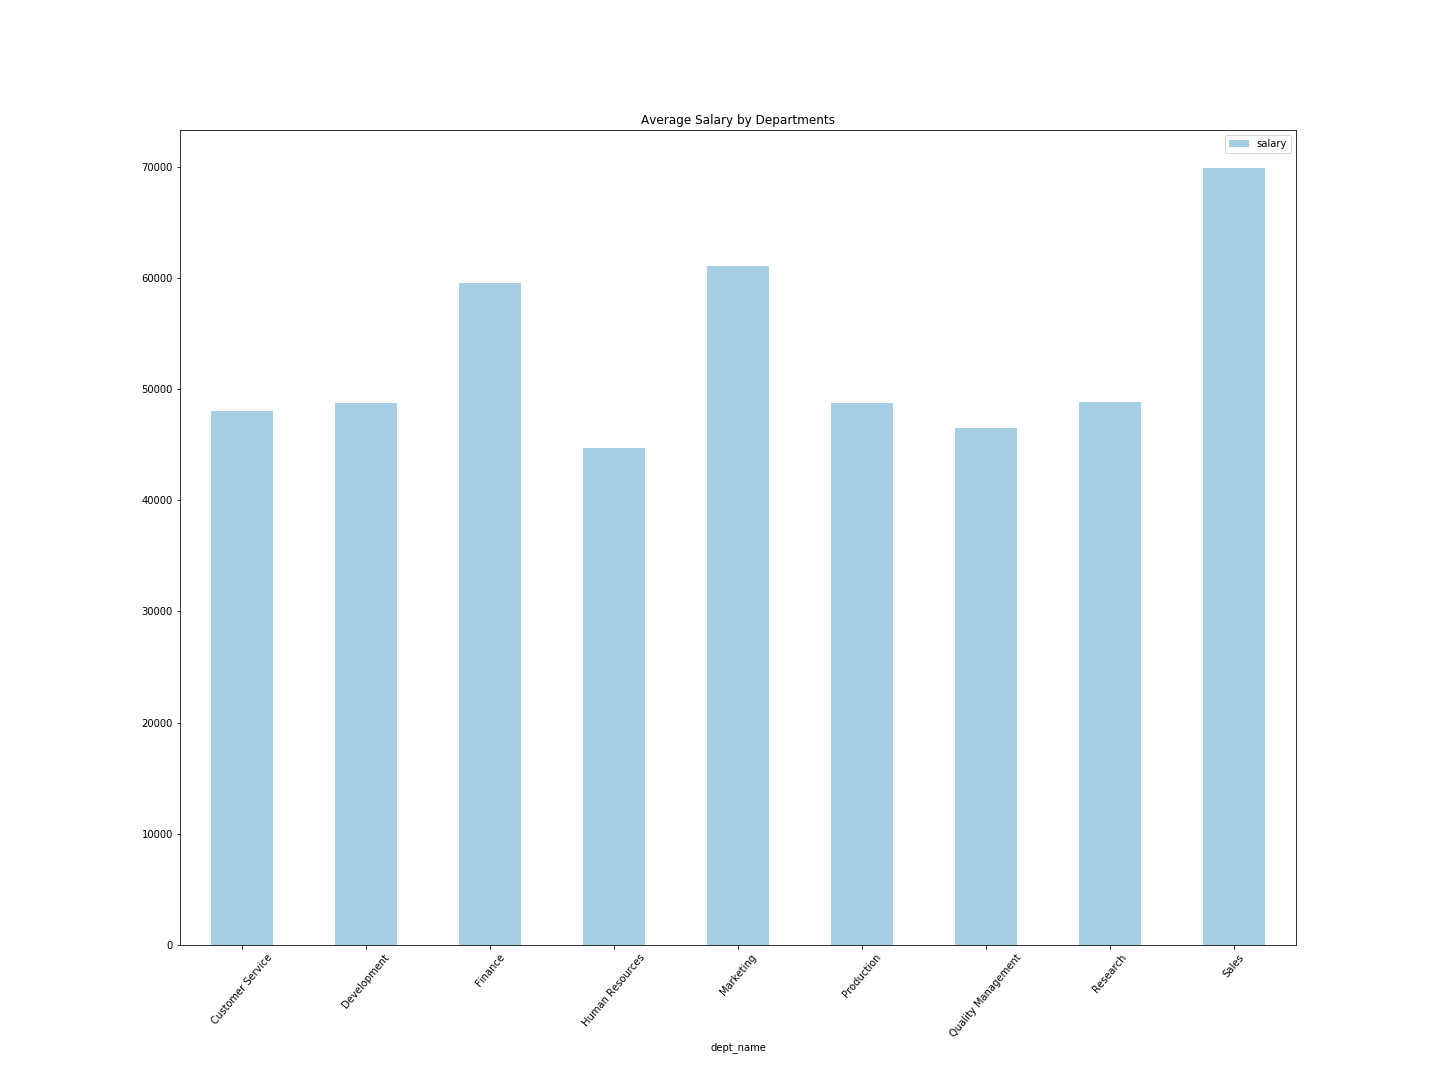 Average Salary by Departments
salary
70000
60000
50000
40000
30000
20000
10000
0
Customer Service
Development
Finance
Human Resources
Marketing
Production
Quality Management
Research
Sales
dept_name